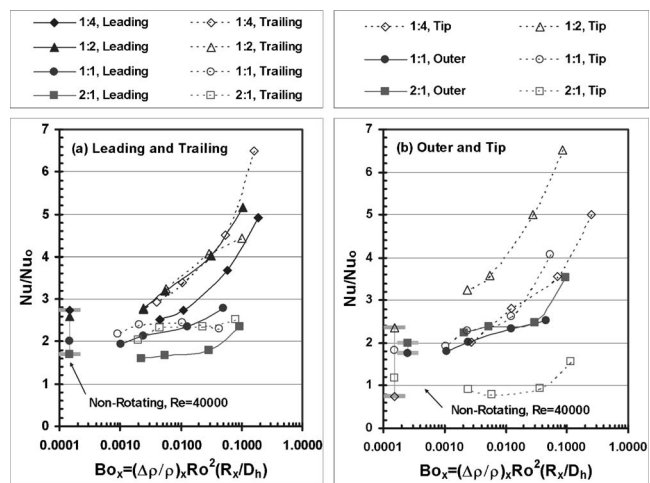 1:4, Leading 1:4, Trailing
1:2, Leading 1:2, Trailing
1:1, Leading 1:1, Trailing
2:1, Leading 2:1, Trailing
1:4, Tip 1:2, Tip
1:1, Outer 1:1, Tip
2:1, Outer 2:1, Tip
(a) Leading and Trailing
Nu/Nuo
7
6
5
4
3
2
1
0
Non-Rotating, Re=40000
0.0001 0.0010 0.0100 0.1000 1.0000
Box=(Δρ/ρ)xRo²(Rx/Dh)
(b) Outer and Tip
Nu/Nuo
7
6
5
4
3
2
1
0
Non-Rotating, Re=40000
0.0001 0.0010 0.0100 0.1000 1.0000
Box=(Δρ/ρ)xRo²(Rx/Dh)